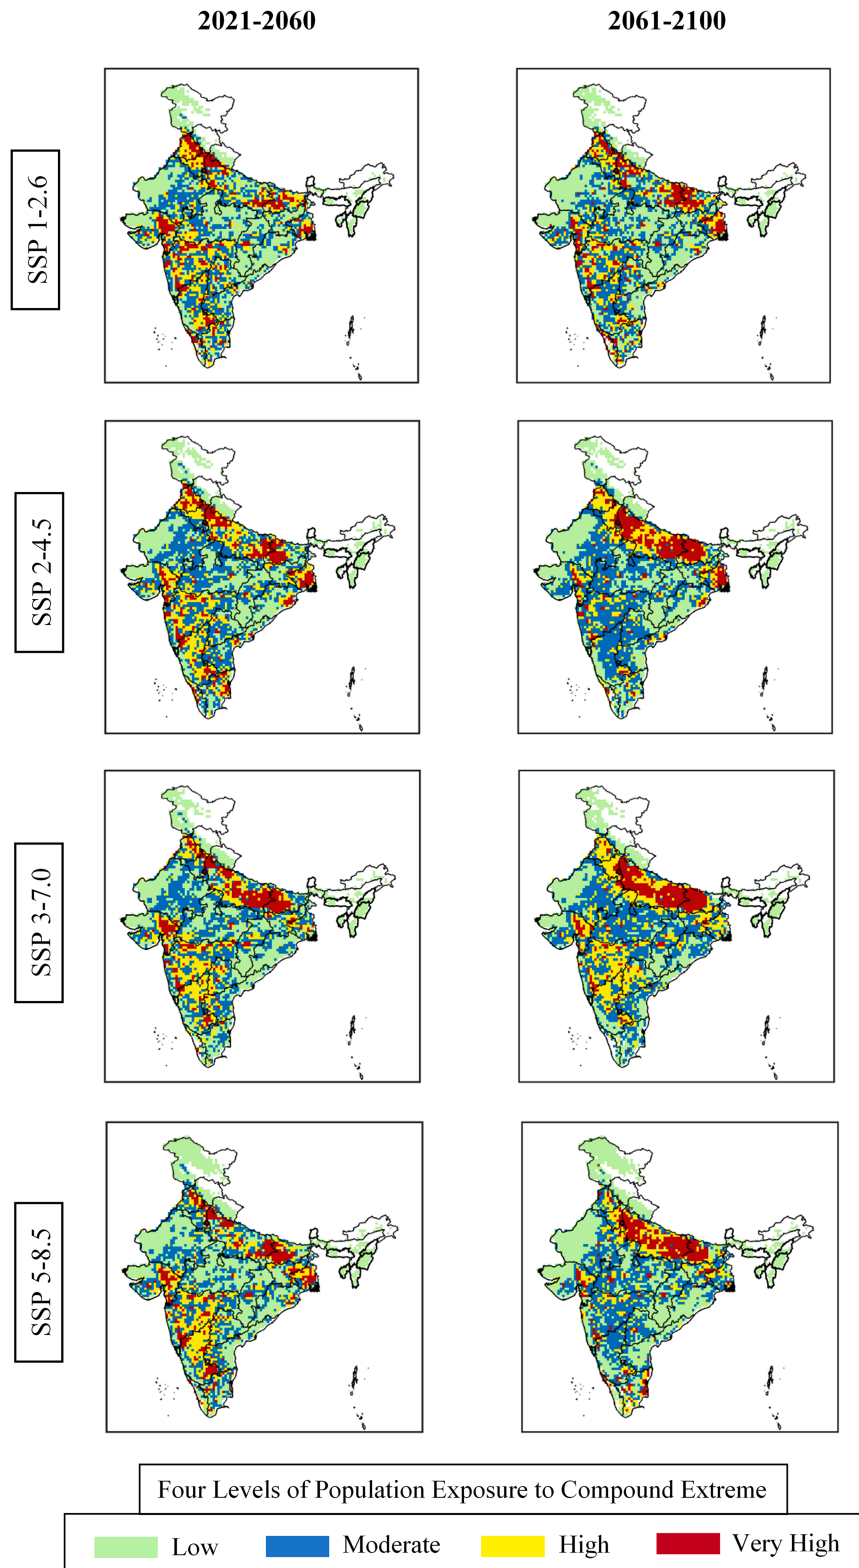 2021-2060 2061-2100
SSP 1-2.6
SSP 2-4.5
SSP 3-7.0
SSP 5-8.5
Four Levels of Population Exposure to Compound Extreme
Low Moderate High Very High